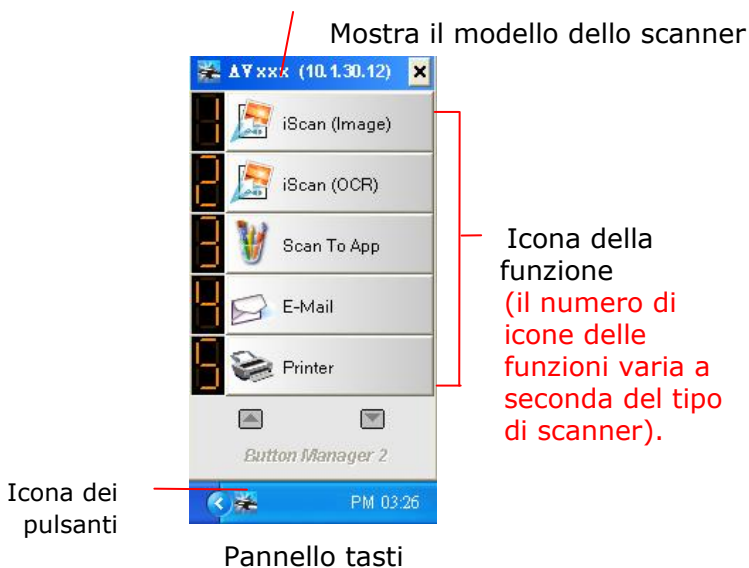 Mostra il modello dello scanner
AVxxx (10.1.30.12)
1 iScan (Image)
2 iScan (OCR)
3 Scan To App
4 E-Mail
5 Printer
Icona della
funzione
(il numero di
icone delle
funzioni varia a
seconda del tipo
di scanner).
Button Manager 2
Icona dei
pulsanti
PM 03:26
Pannello tasti